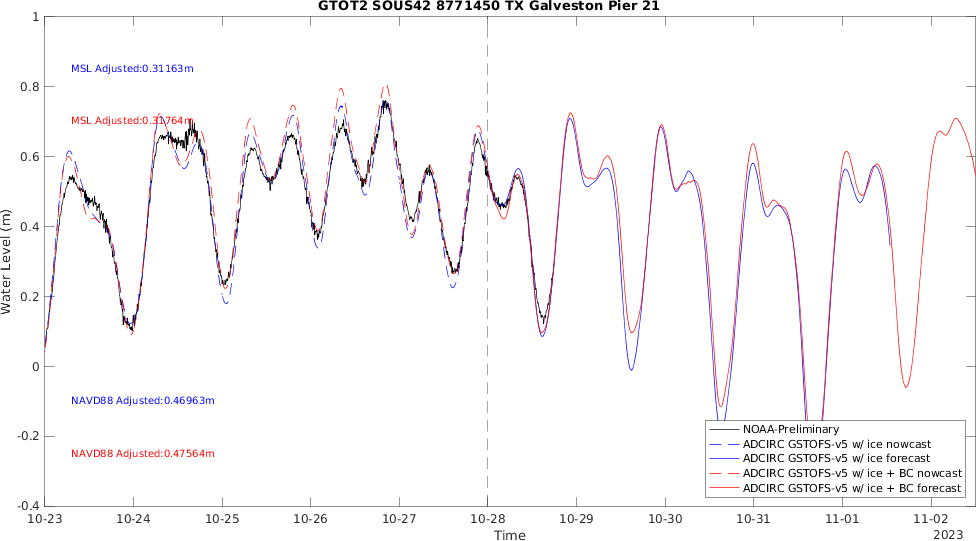 GTOT2 SOUS42 8771450 TX Galveston Pier 21
Water Level (m)
1
0.8
0.6
0.4
0.2
0
-0.2
-0.4
MSL Adjusted:0.31163m
MSL Adjusted:0.31764m
NAVD88 Adjusted:0.46963m
NAVD88 Adjusted:0.47564m
NOAA-Preliminary
ADCIRC GSTOFS-v5 w/ ice nowcast
ADCIRC GSTOFS-v5 w/ ice forecast
ADCIRC GSTOFS-v5 w/ ice + BC nowcast
ADCIRC GSTOFS-v5 w/ ice + BC forecast
10-23 10-24 10-25 10-26 10-27 10-28 10-29 10-30 10-31 11-01 11-02
Time
2023